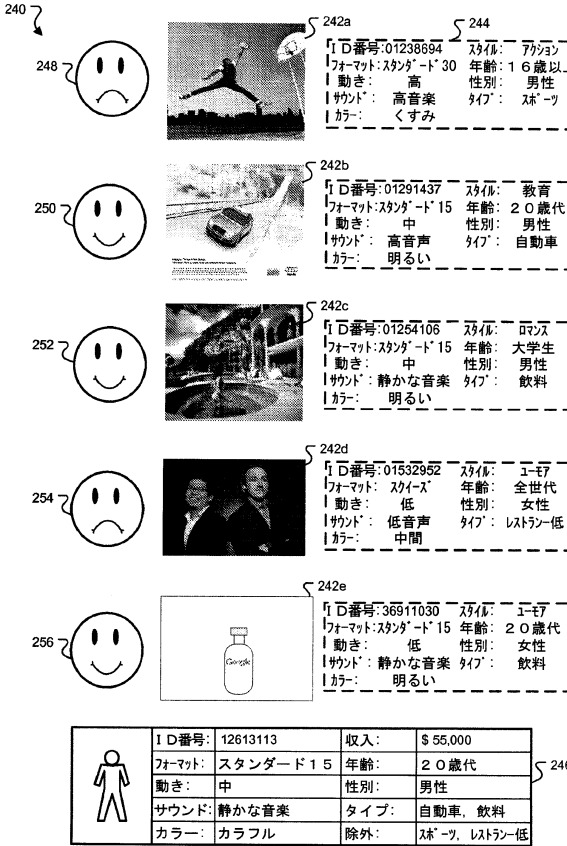 240
248
242a
244
ID番号:01238694 スタイル: アクション
フォーマット:スタンダード30 年齢:16歳以上
動き: 高 性別: 男性
サウンド: 高音楽 タイプ: スポーツ
カラー: くすみ
250
242b
ID番号:01291437 スタイル: 教育
フォーマット:スタンダード15 年齢: 20歳代
動き: 中 性別: 男性
サウンド: 高音声 タイプ: 自動車
カラー: 明るい
252
242c
ID番号:01254106 スタイル: ロマンス
フォーマット:スタンダード15 年齢: 大学生
動き: 中 性別: 男性
サウンド: 静かな音楽 タイプ: 飲料
カラー: 明るい
254
242d
ID番号:01532952 スタイル: ユーモア
フォーマット: スクイーズ 年齢: 全世代
動き: 低 性別: 女性
サウンド: 低音声 タイプ: レストラン-低
カラー: 中間
256
242e
Google
ID番号:36911030 スタイル: ユーモア
フォーマット:スタンダード15 年齢: 20歳代
動き: 低 性別: 女性
サウンド: 静かな音楽 タイプ: 飲料
カラー: 明るい
246
ID番号: 12613113 収入: $ 55,000
フォーマット: スタンダード15 年齢: 20歳代
動き: 中 性別: 男性
サウンド: 静かな音楽 タイプ: 自動車, 飲料
カラー: カラフル 除外: スポーツ, レストラン-低